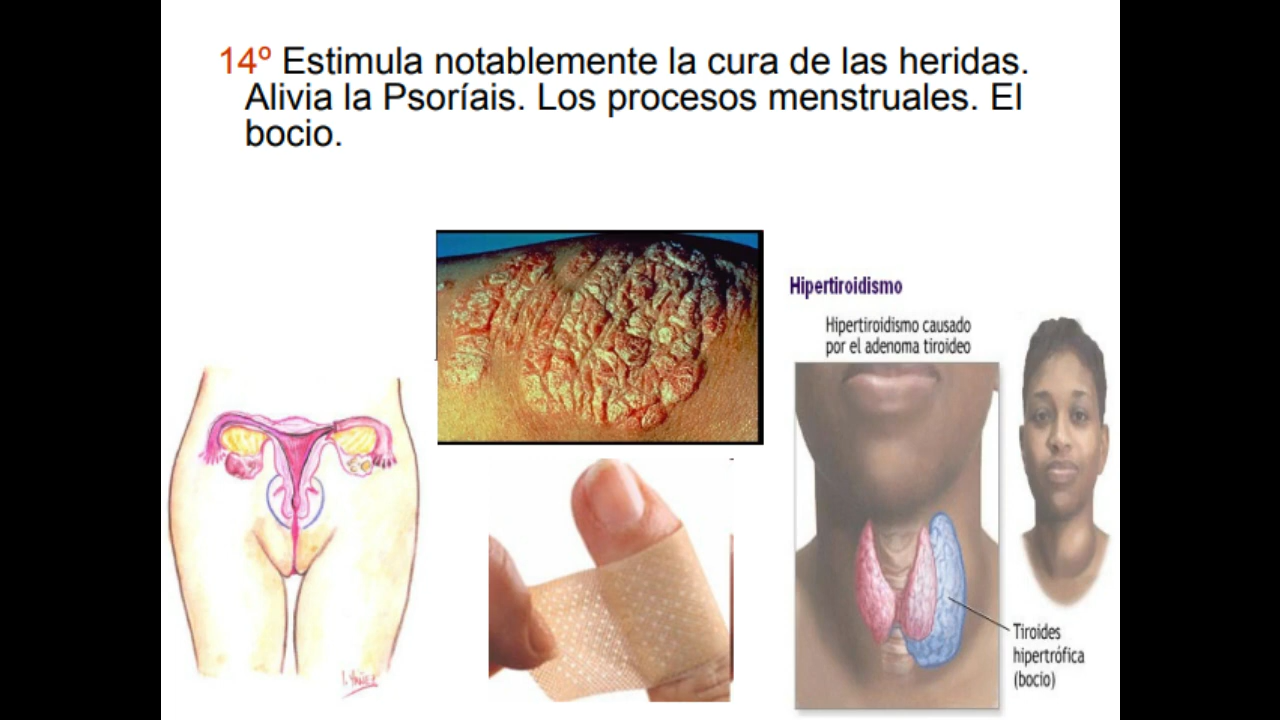 14º Estimula notablemente la cura de las heridas.
Alivia la Psoríais. Los procesos menstruales. El
bocio.
Hipertiroidismo
Hipertiroidismo causado
por el adenoma tiroideo
Tiroides
hipertrófica
(bocio)